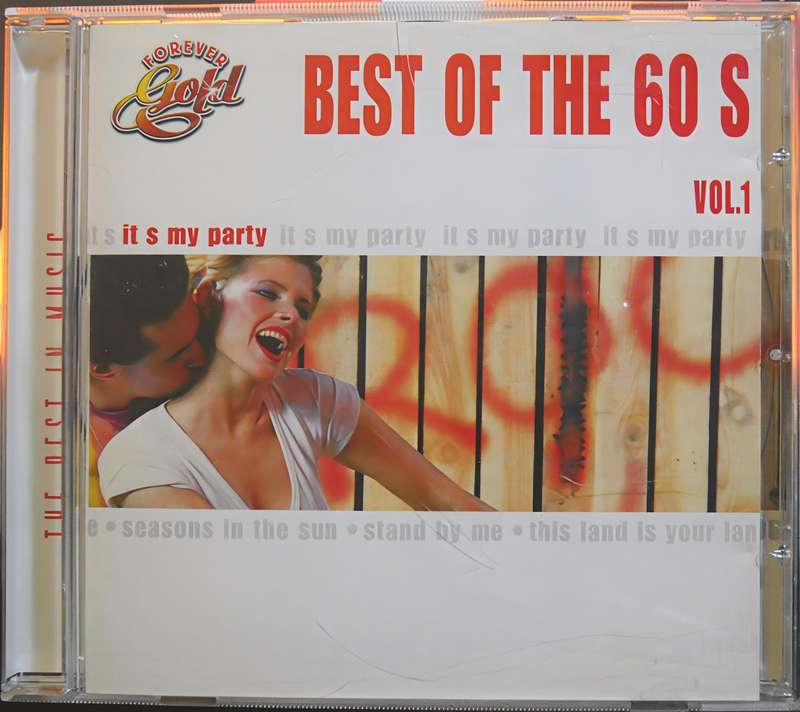 FOREVER
Gold
BEST OF THE 60 S
VOL.1
it s my party it s my party it s my party it s my party
THE BEST IN MUSIC
e • seasons in the sun • stand by me • this land is your lan